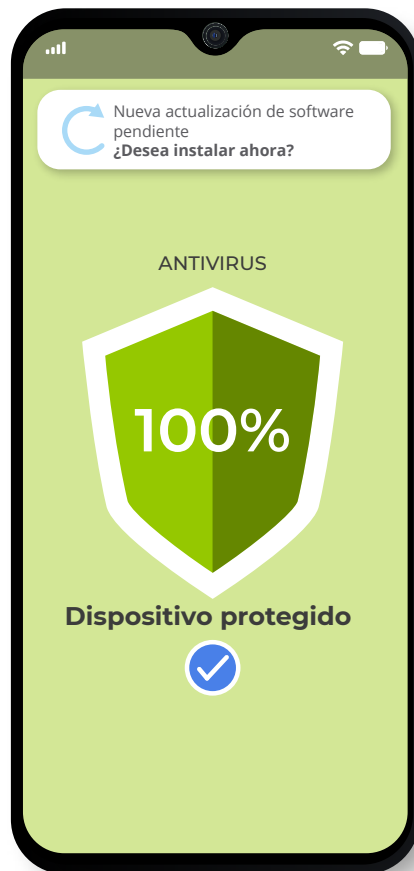 Nueva actualización de software
pendiente
¿Desea instalar ahora?
ANTIVIRUS
100%
Dispositivo protegido